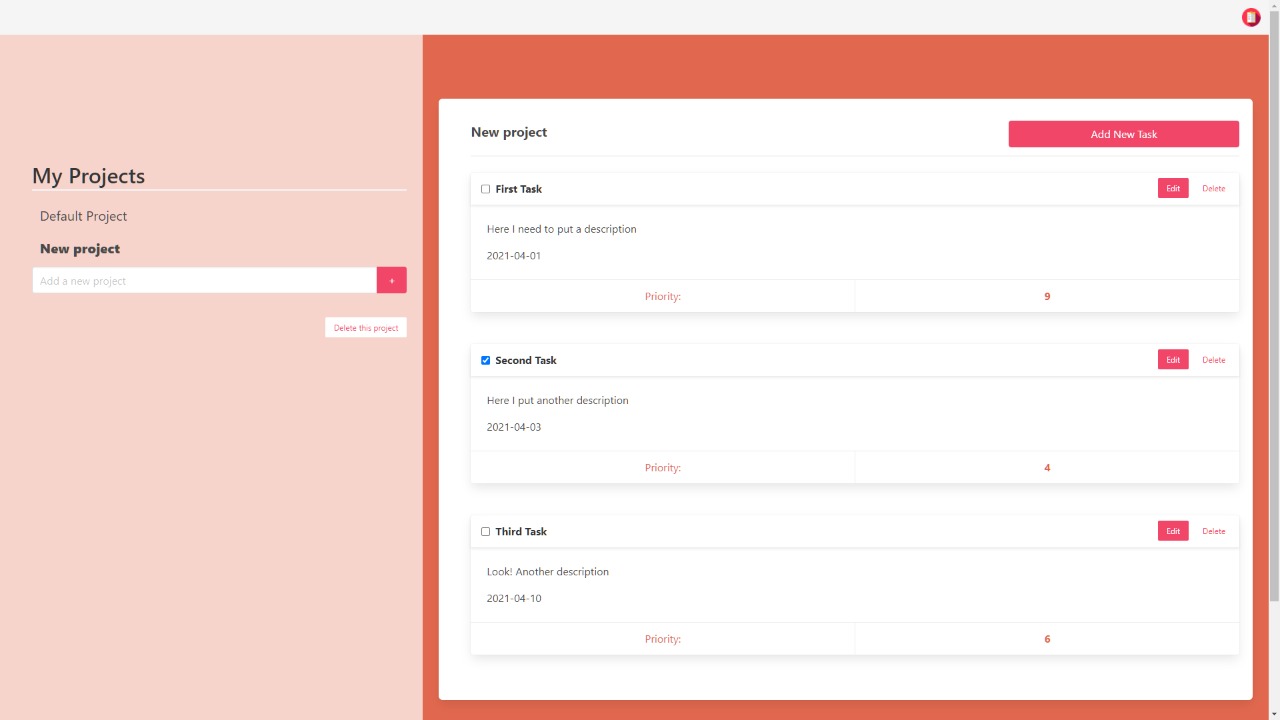 My Projects
Default Project
New project
Add a new project
+
Delete this project
New project
Add New Task
First Task
Edit
Delete
Here I need to put a description
2021-04-01
Priority:
9
Second Task
Edit
Delete
Here I put another description
2021-04-03
Priority:
4
Third Task
Edit
Delete
Look! Another description
2021-04-10
Priority:
6